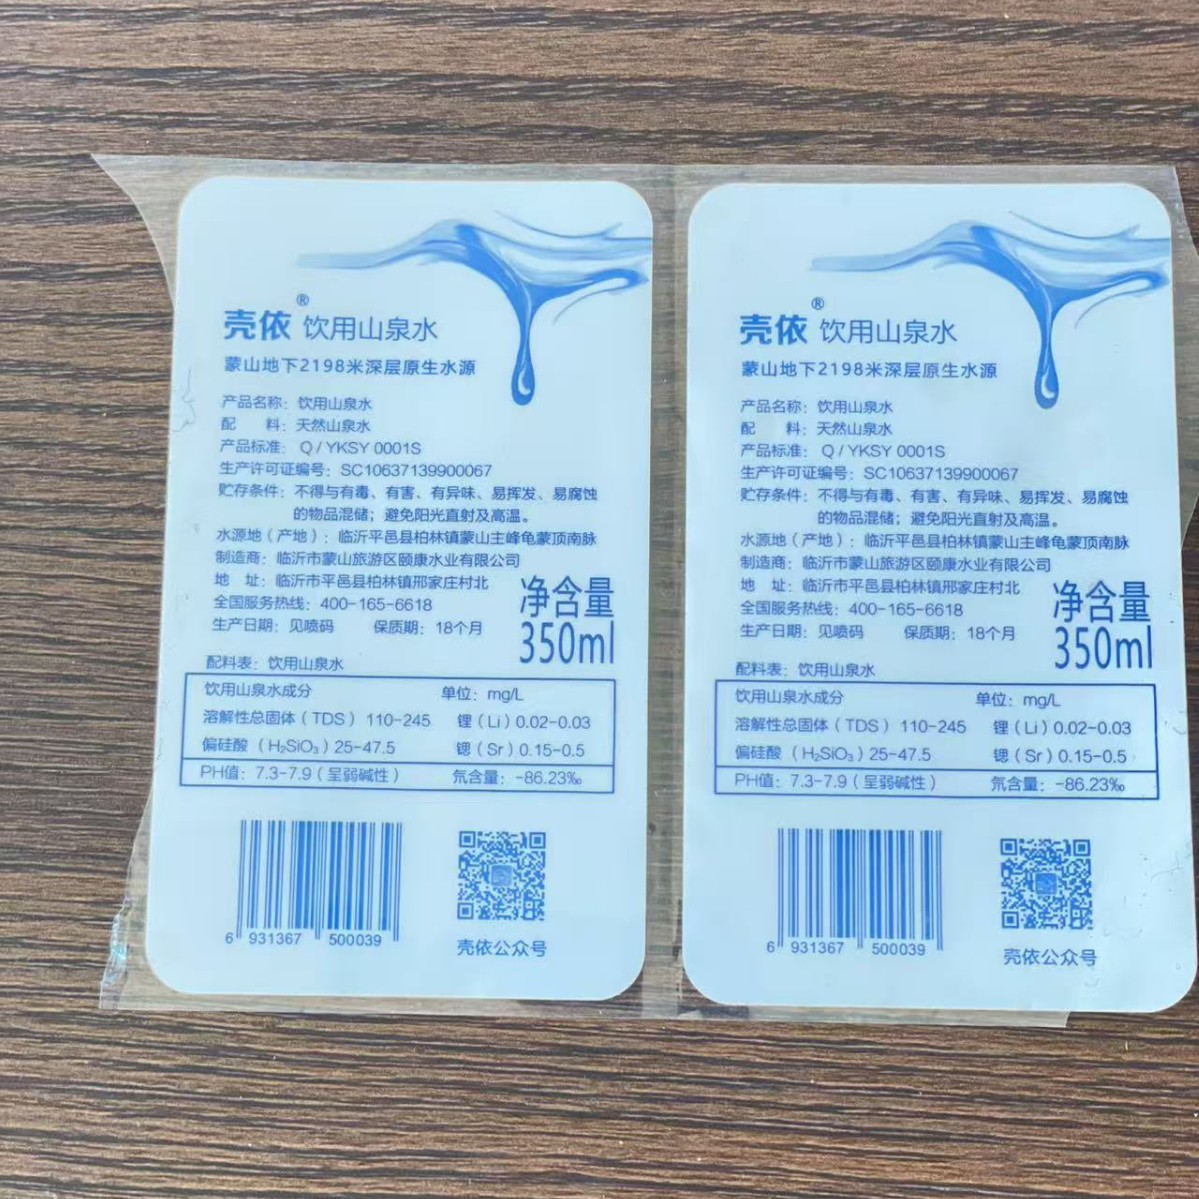 壳依® 饮用山泉水
蒙山地下2198米深层原生水源
产品名称：饮用山泉水
配　　料：天然山泉水
产品标准： Q / YKSY 0001S
生产许可证编号：SC10637139900067
贮存条件：不得与有毒、有害、有异味、易挥发、易腐蚀
的物品混储；避免阳光直射及高温。
水源地（产地）：临沂平邑县柏林镇蒙山主峰龟蒙顶南脉
制造商：临沂市蒙山旅游区颐康水业有限公司
地　址：临沂市平邑县柏林镇邢家庄村北
全国服务热线：400-165-6618
生产日期：见喷码　　保质期：18个月
净含量
350ml
配料表：饮用山泉水
饮用山泉水成分　　单位：mg/L
溶解性总固体（TDS）110-245　锂（Li）0.02-0.03
偏硅酸（H₂SiO₃）25-47.5　锶（Sr）0.15-0.5
PH值：7.3-7.9（呈弱碱性）　氘含量：-86.23‰
6 931367 500039
壳依公众号
壳依® 饮用山泉水
蒙山地下2198米深层原生水源
产品名称：饮用山泉水
配　　料：天然山泉水
产品标准： Q / YKSY 0001S
生产许可证编号：SC10637139900067
贮存条件：不得与有毒、有害、有异味、易挥发、易腐蚀
的物品混储；避免阳光直射及高温。
水源地（产地）：临沂平邑县柏林镇蒙山主峰龟蒙顶南脉
制造商：临沂市蒙山旅游区颐康水业有限公司
地　址：临沂市平邑县柏林镇邢家庄村北
全国服务热线：400-165-6618
生产日期：见喷码　　保质期：18个月
净含量
350ml
配料表：饮用山泉水
饮用山泉水成分　　单位：mg/L
溶解性总固体（TDS）110-245　锂（Li）0.02-0.03
偏硅酸（H₂SiO₃）25-47.5　锶（Sr）0.15-0.5
PH值：7.3-7.9（呈弱碱性）　氘含量：-86.23‰
6 931367 500039
壳依公众号